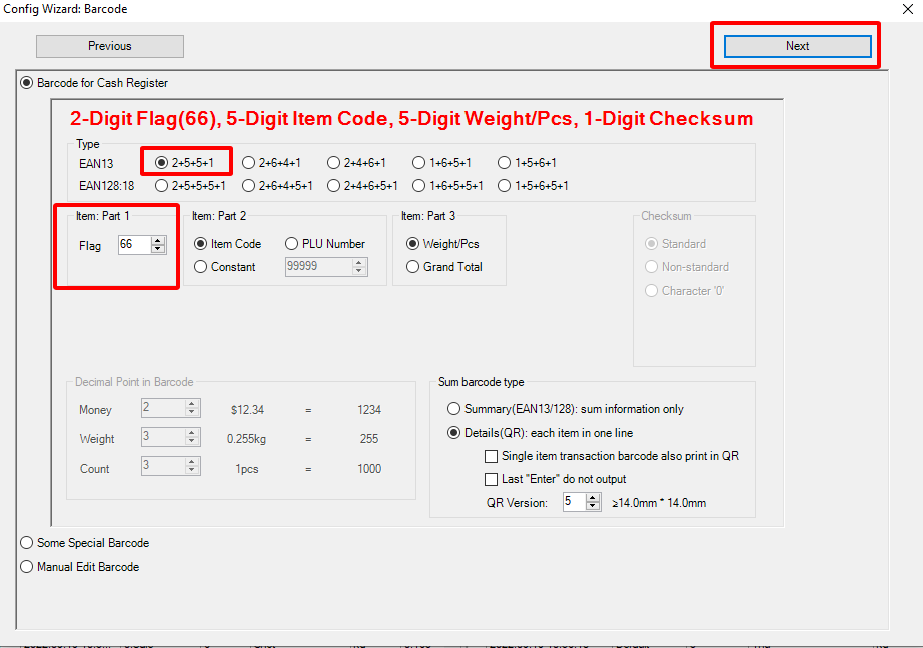 Config Wizard: Barcode
Previous
Next
Barcode for Cash Register
2-Digit Flag(66), 5-Digit Item Code, 5-Digit Weight/Pcs, 1-Digit Checksum
Type
EAN13 2+5+5+1 2+6+4+1 2+4+6+1 1+6+5+1 1+5+6+1
EAN128:18 2+5+5+5+1 2+6+4+5+1 2+4+6+5+1 1+6+5+5+1 1+5+6+5+1
Item: Part 1 Item: Part 2 Item: Part 3 Checksum
Flag 66 Item Code PLU Number Weight/Pcs Standard
Constant 99999 Grand Total Non-standard
Character '0'
Decimal Point in Barcode Sum barcode type
Money 2 $12.34 = 1234 Summary(EAN13/128): sum information only
Weight 3 0.255kg = 255 Details(QR): each item in one line
Single item transaction barcode also print in QR
Count 3 1pcs = 1000 Last "Enter" do not output
QR Version: 5 ≥14.0mm * 14.0mm
Some Special Barcode
Manual Edit Barcode